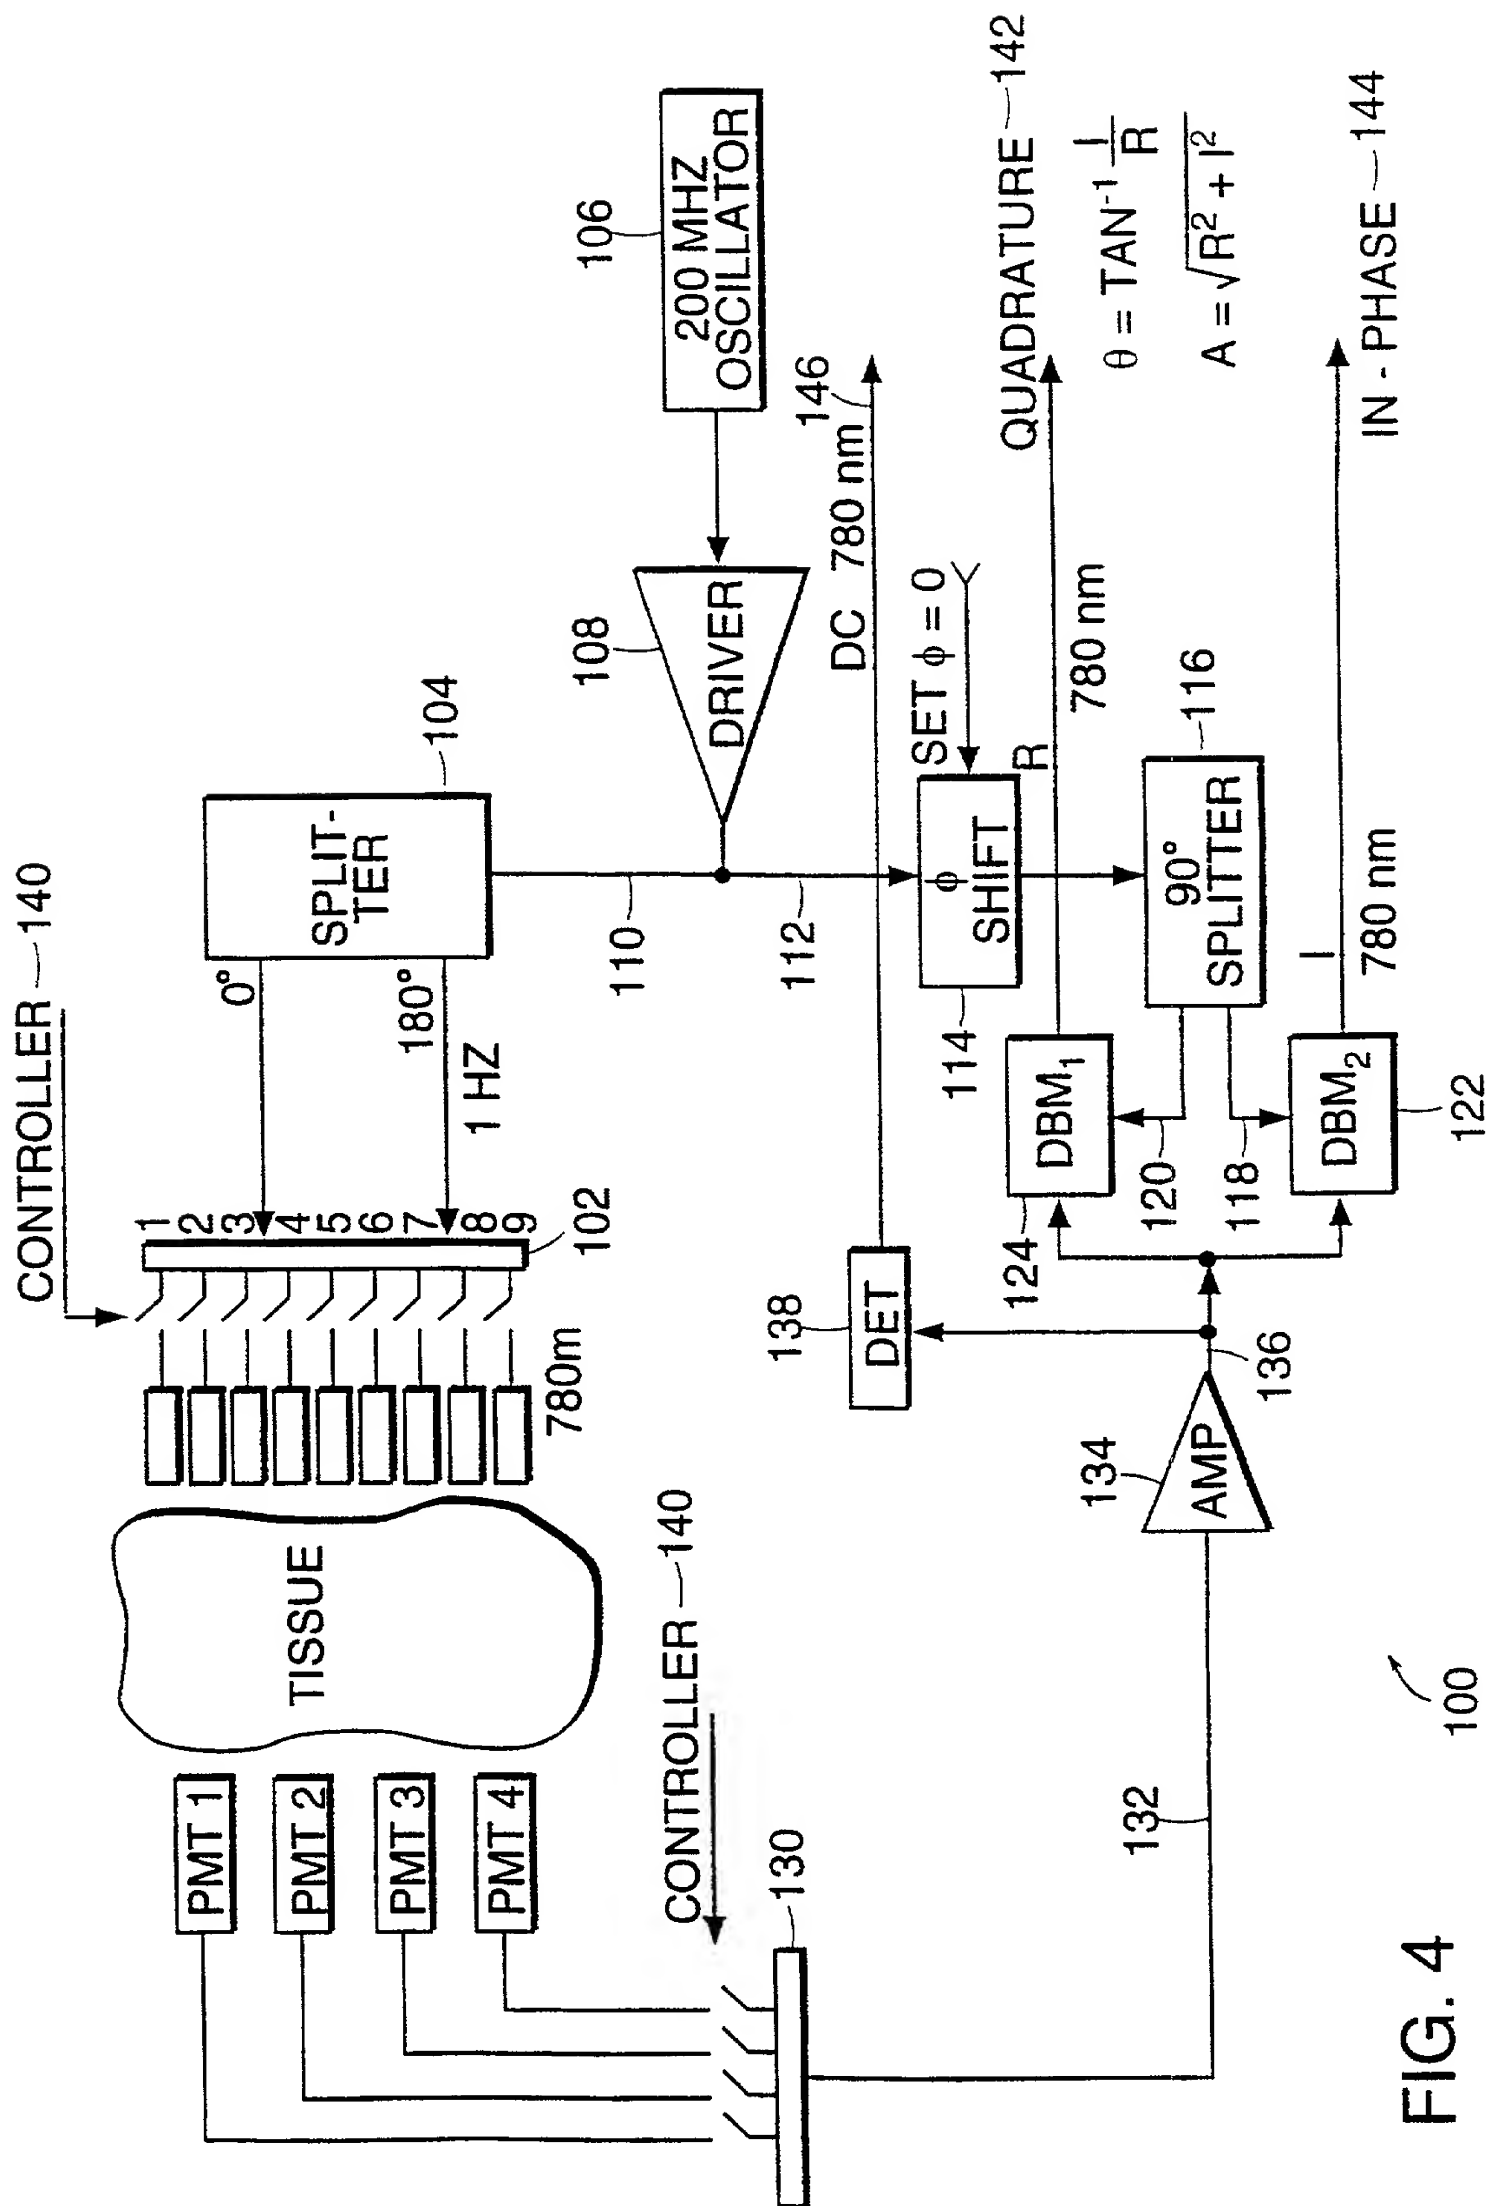 CONTROLLER 140
1
2
3
4
5
6
7
8
9
102
0°
180°
1 HZ
SPLIT-
TER
104
780m
TISSUE
PMT 1
PMT 2
PMT 3
PMT 4
CONTROLLER 140
130
110
112
108
DRIVER
106
200 MHZ
OSCILLATOR
DC 780 nm
146
SET ϕ = 0
ϕ
SHIFT
114
R
780 nm
QUADRATURE 142
θ = TAN⁻¹ I/R
A = √R² + I²
90°
SPLITTER
116
138
DET
DBM₁
124
120
118
DBM₂
122
I
780 nm
IN - PHASE 144
132
134
AMP
136
100
FIG. 4